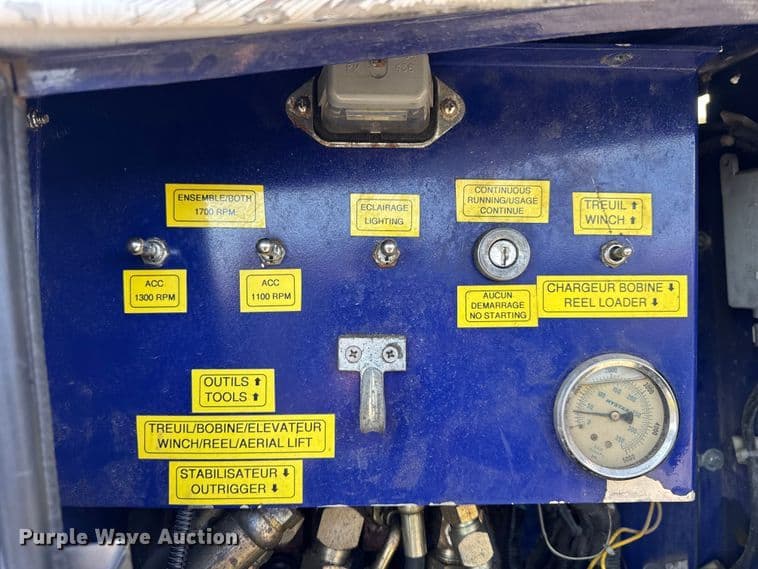 ENSEMBLE/BOTH
1700 RPM
ECLAIRAGE
LIGHTING
CONTINUOUS
RUNNING/USAGE
CONTINUE
TREUIL ⬆
WINCH ⬆
ACC
1300 RPM
ACC
1100 RPM
AUCUN
DEMARRAGE
NO STARTING
CHARGEUR BOBINE ⬇
REEL LOADER ⬇
OUTILS ⬆
TOOLS ⬆
TREUIL/BOBINE/ELEVATEUR
WINCH/REEL/AERIAL LIFT
STABILISATEUR ⬇
OUTRIGGER ⬇
Purple Wave Auction